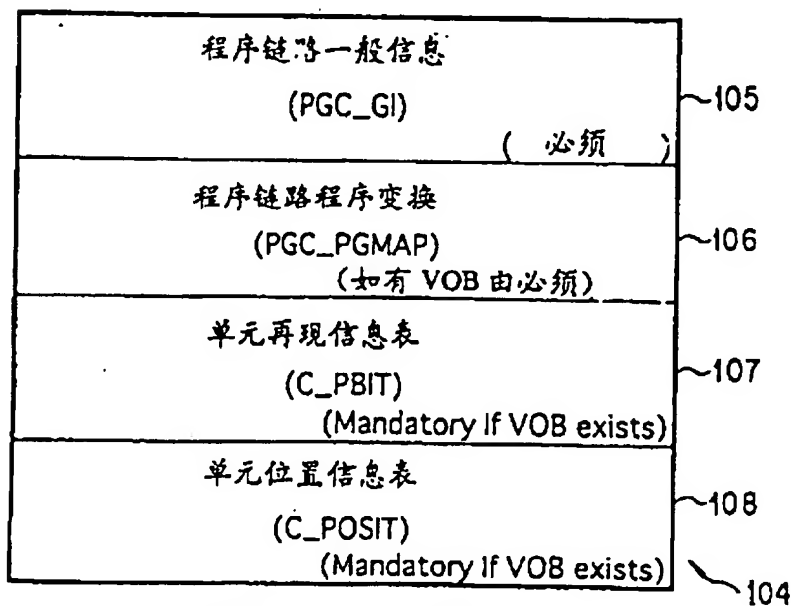 程序链路一般信息
(PGC_GI)
105
( 必须 )
程序链路程序变换
(PGC_PGMAP)
106
(如有 VOB 由必须)
单元再现信息表
(C_PBIT)
107
(Mandatory If VOB exists)
单元位置信息表
108
(C_POSIT)
(Mandatory If VOB exists)
104